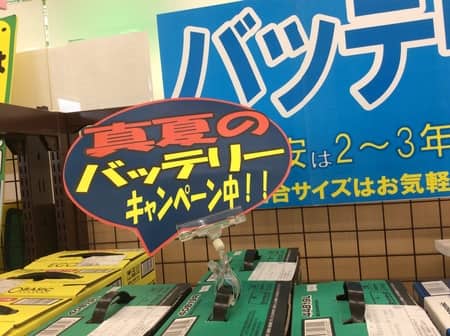 バッテ
安は2〜3年
合サイズはお気軽
真夏の
バッテリー
キャンペーン中!!